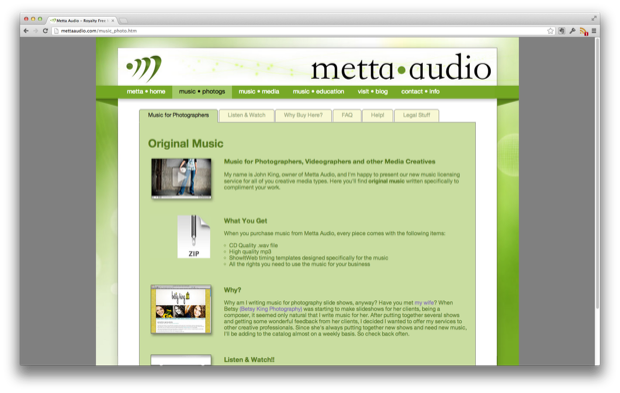 Metta Audio – Royalty Free
mettaaudio.com/music_photo.htm
metta•audio
metta • home music • photogs music • media music • education visit • blog contact • info
Music for Photographers Listen & Watch Why Buy Here? FAQ Help! Legal Stuff
Original Music
Music for Photographers, Videographers and other Media Creatives
My name is John King, owner of Metta Audio, and I'm happy to present our new music licensing
service for all of you creative media types. Here you'll find original music written specifically to
compliment your work.
What You Get
ZIP
When you purchase music from Metta Audio, every piece comes with the following items:
CD Quality .wav file
High quality mp3
ShowItWeb timing templates designed specifically for the music
All the rights you need to use the music for your business
Why?
Why am I writing music for photography slide shows, anyway? Have you met my wife? When
Betsy (Betsy King Photography) was starting to make slideshows for her clients, being a
composer, it seemed only natural that I write music for her. After putting together several shows
and getting some wonderful feedback from her clients, I decided I wanted to offer my services to
other creative professionals. Since she's always putting together new shows and need new music,
I'll be adding to the catalog almost on a weekly basis. So check back often.
Listen & Watch!!